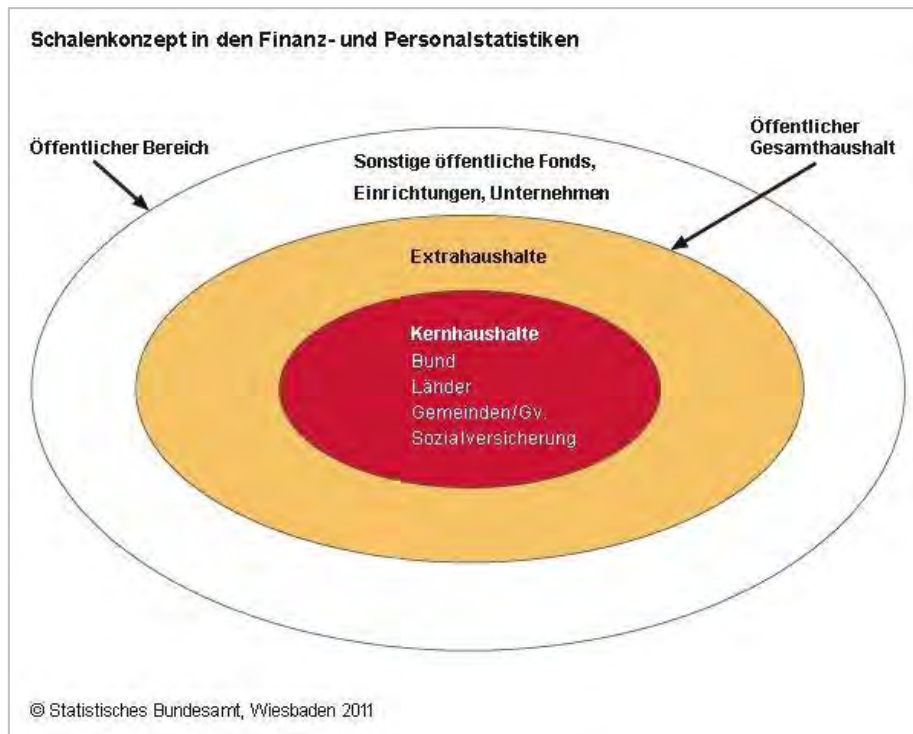 Schalenkonzept in den Finanz- und Personalstatistiken
Öffentlicher Bereich
Öffentlicher
Gesamthaushalt
Sonstige öffentliche Fonds,
Einrichtungen, Unternehmen
Extrahaushalte
Kernhaushalte
Bund
Länder
Gemeinden/Gv.
Sozialversicherung
© Statistisches Bundesamt, Wiesbaden 2011